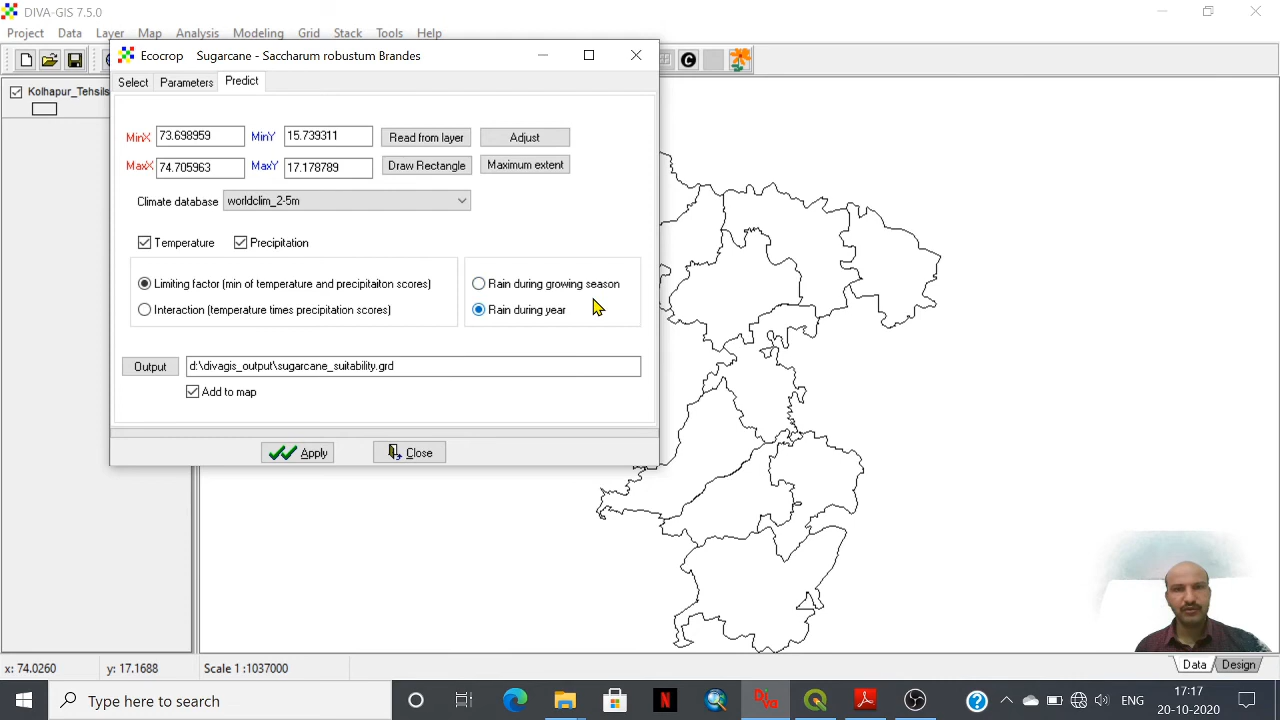 DIVA-GIS 7.5.0
Project Data Layer Map Analysis Modeling Grid Stack Tools Help
Ecocrop Sugarcane - Saccharum robustum Brandes
Select Parameters Predict
Kolhapur_Tehsils
MinX 73.698959 MinY 15.739311 Read from layer Adjust
MaxX 74.705963 MaxY 17.178789 Draw Rectangle Maximum extent
Climate database worldclim_2-5m
Temperature Precipitation
Limiting factor (min of temperature and precipitaiton scores) Rain during growing season
Interaction (temperature times precipitation scores) Rain during year
Output d:\divagis_output\sugarcane_suitability.grd
Add to map
Apply Close
x: 74.0260 y: 17.1688 Scale 1 :1037000 Data Design
Type here to search ENG 17:17
20-10-2020